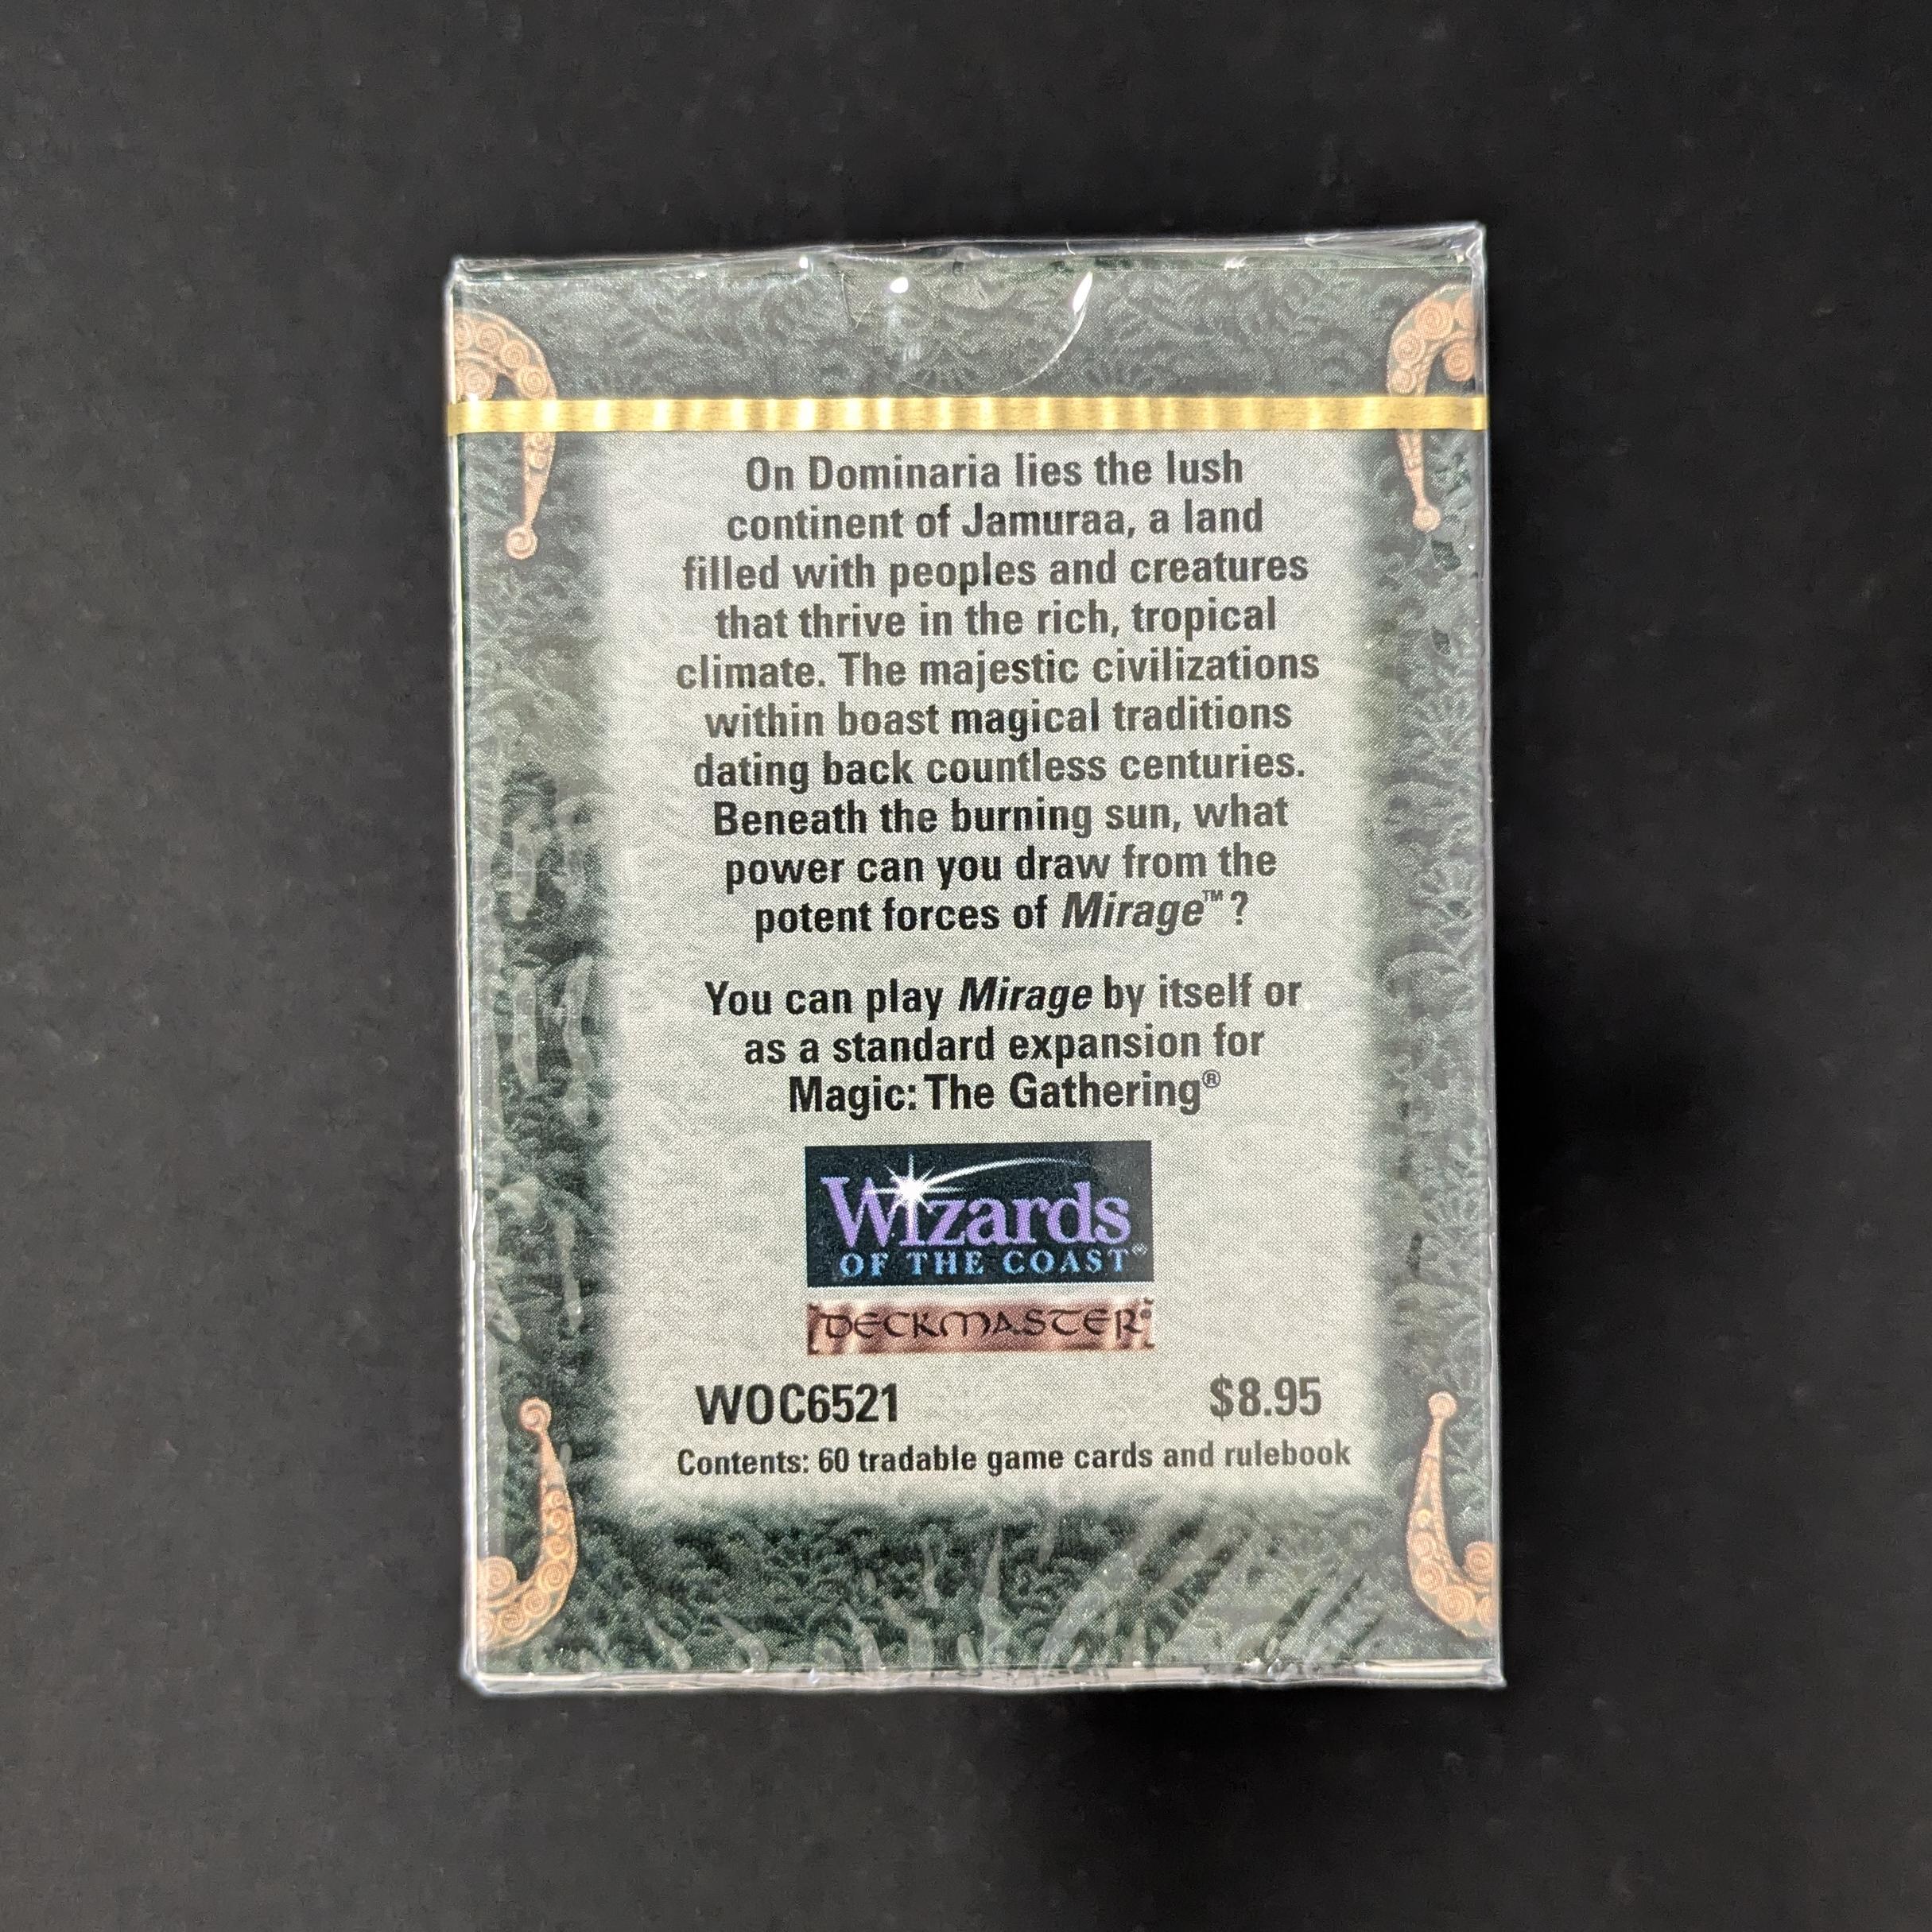 On Dominaria lies the lush
continent of Jamuraa, a land
filled with peoples and creatures
that thrive in the rich, tropical
climate. The majestic civilizations
within boast magical traditions
dating back countless centuries.
Beneath the burning sun, what
power can you draw from the
potent forces of Mirage™?
You can play Mirage by itself or
as a standard expansion for
Magic: The Gathering®
Wizards
OF THE COAST®
DECKMASTER®
WOC6521 $8.95
Contents: 60 tradable game cards and rulebook